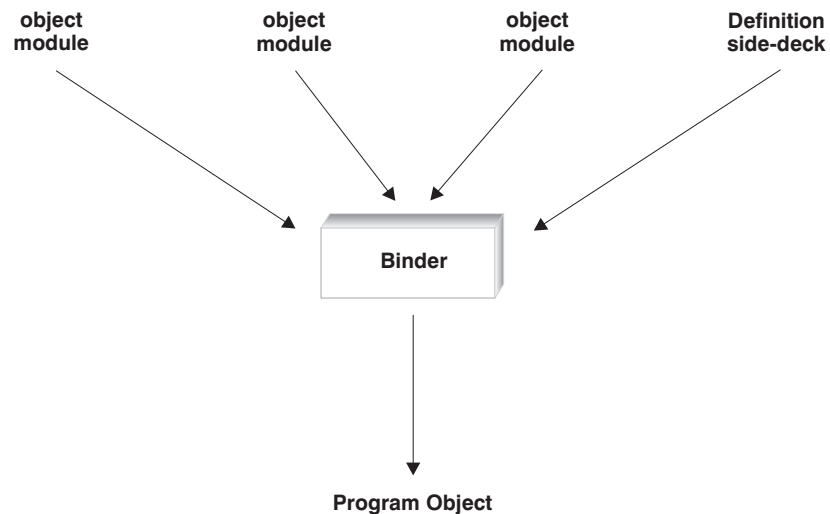 object
module
object
module
object
module
Definition
side-deck
Binder
Program Object